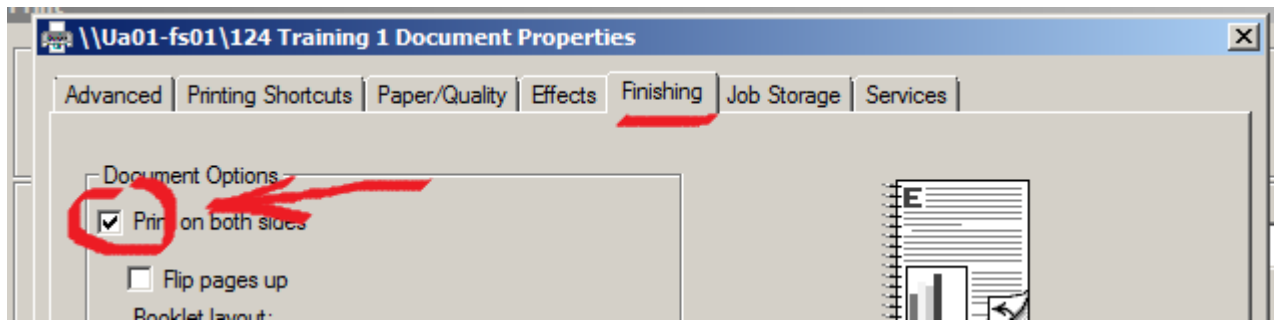 \\Ua01-fs01\124 Training 1 Document Properties
Advanced Printing Shortcuts Paper/Quality Effects Finishing Job Storage Services
Document Options
Print on both sides
Flip pages up
Booklet layout:
E